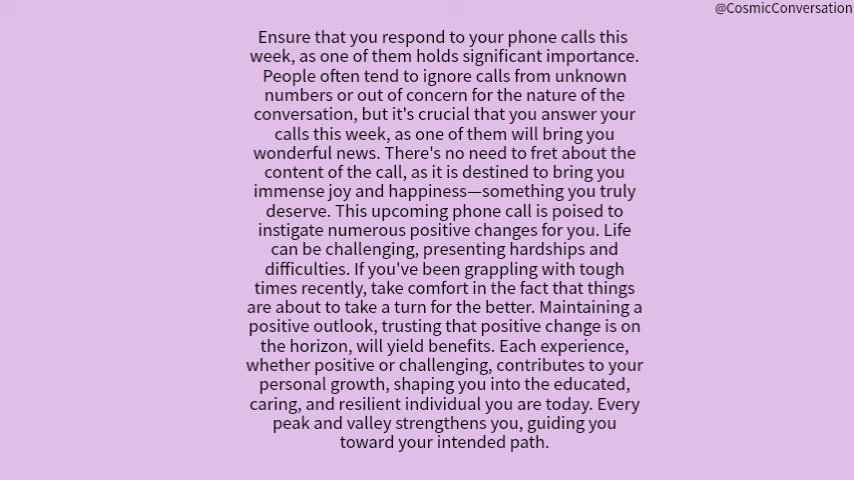 @CosmicConversation
Ensure that you respond to your phone calls this
week, as one of them holds significant importance.
People often tend to ignore calls from unknown
numbers or out of concern for the nature of the
conversation, but it's crucial that you answer your
calls this week, as one of them will bring you
wonderful news. There's no need to fret about the
content of the call, as it is destined to bring you
immense joy and happiness—something you truly
deserve. This upcoming phone call is poised to
instigate numerous positive changes for you. Life
can be challenging, presenting hardships and
difficulties. If you've been grappling with tough
times recently, take comfort in the fact that things
are about to take a turn for the better. Maintaining a
positive outlook, trusting that positive change is on
the horizon, will yield benefits. Each experience,
whether positive or challenging, contributes to your
personal growth, shaping you into the educated,
caring, and resilient individual you are today. Every
peak and valley strengthens you, guiding you
toward your intended path.